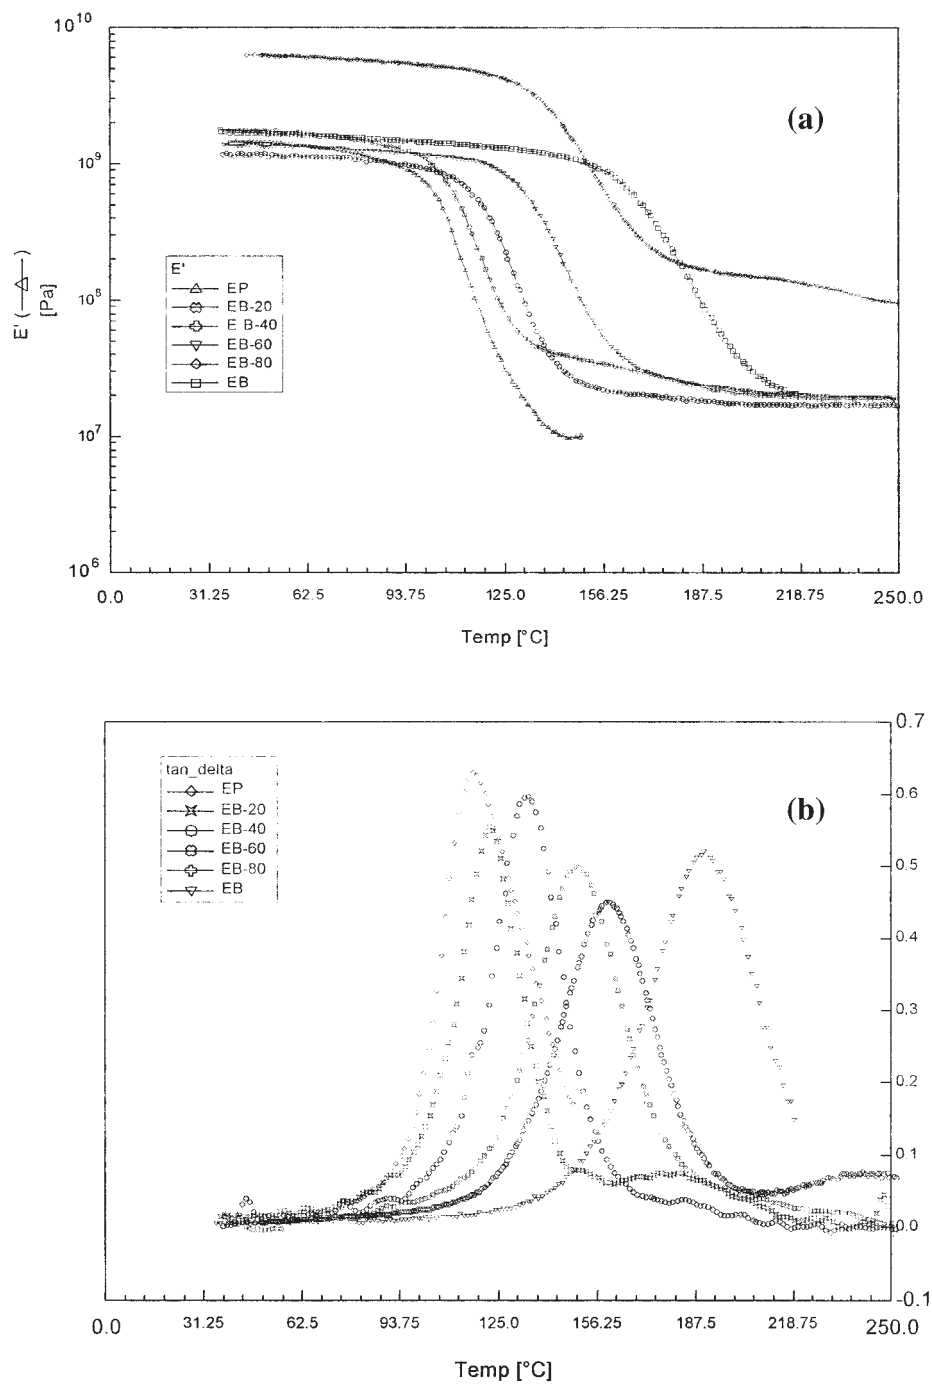 10^10
(a)
10^9
E'
EP
EB-20
E B-40
EB-60
EB-80
EB
E' (—△—)
[Pa]
10^8
10^7
10^6
0.0 31.25 62.5 93.75 125.0 156.25 187.5 218.75 250.0
Temp [°C]
0.7
tan_delta
EP
EB-20
EB-40
EB-60
EB-80
EB
(b)
0.6
0.5
0.4
0.3
0.2
0.1
0.0
-0.1
0.0 31.25 62.5 93.75 125.0 156.25 187.5 218.75 250.0
Temp [°C]